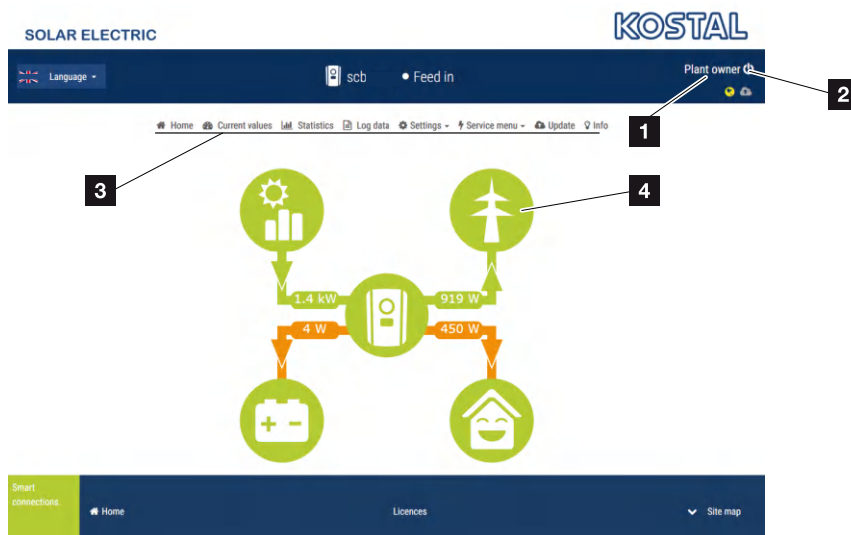 SOLAR ELECTRIC
KOSTAL
Language
scb
Feed in
Plant owner
1
2
Home Current values Statistics Log data Settings Service menu Update Info
3
4
1.4 kW
919 W
4 W
450 W
+ -
Smart
connections.
Home
Licences
Site map